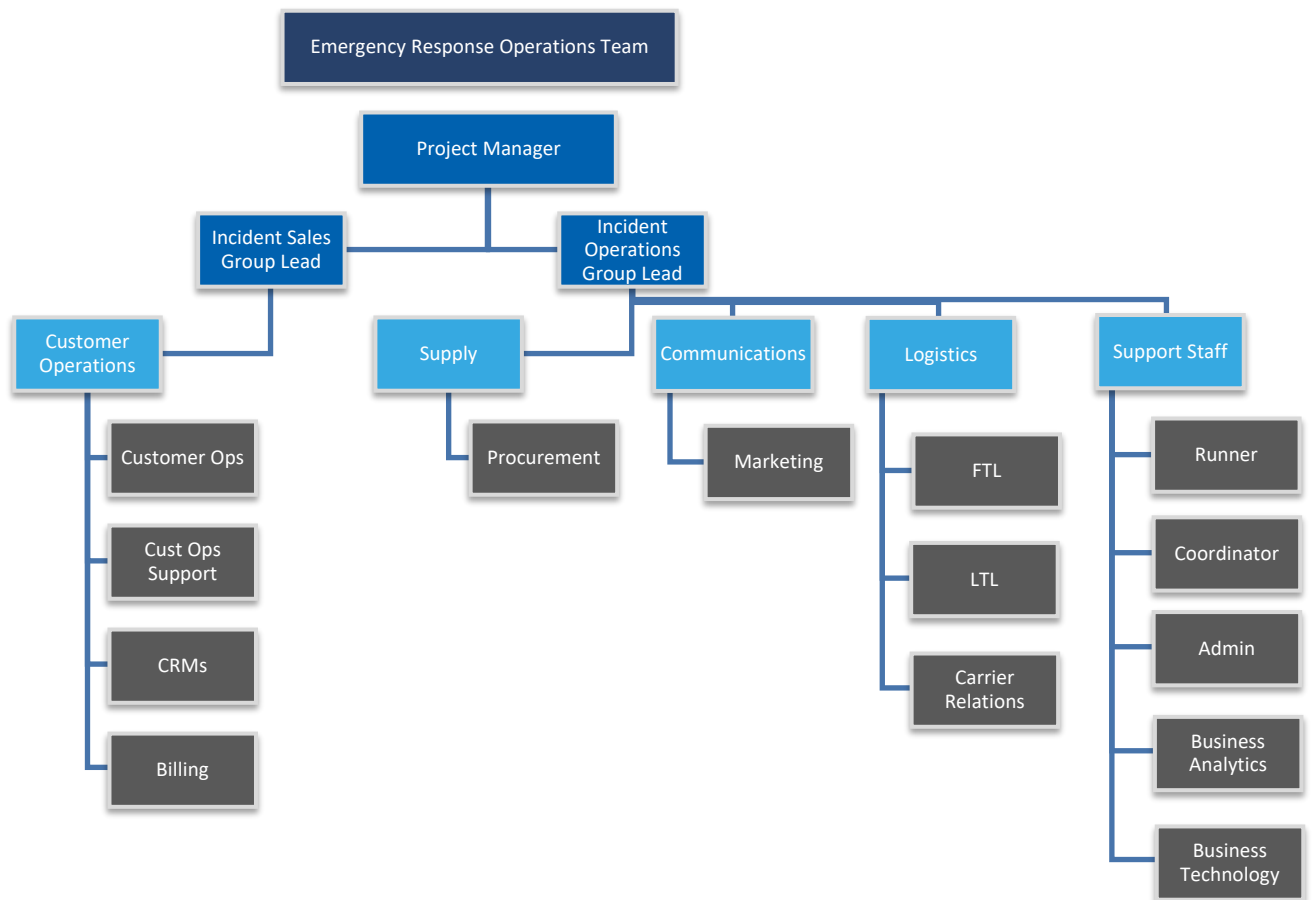 Emergency Response Operations Team
Project Manager
Incident Sales
Group Lead
Incident
Operations
Group Lead
Customer
Operations
Supply
Communications
Logistics
Support Staff
Customer Ops
Cust Ops
Support
CRMs
Billing
Procurement
Marketing
FTL
LTL
Carrier
Relations
Runner
Coordinator
Admin
Business
Analytics
Business
Technology